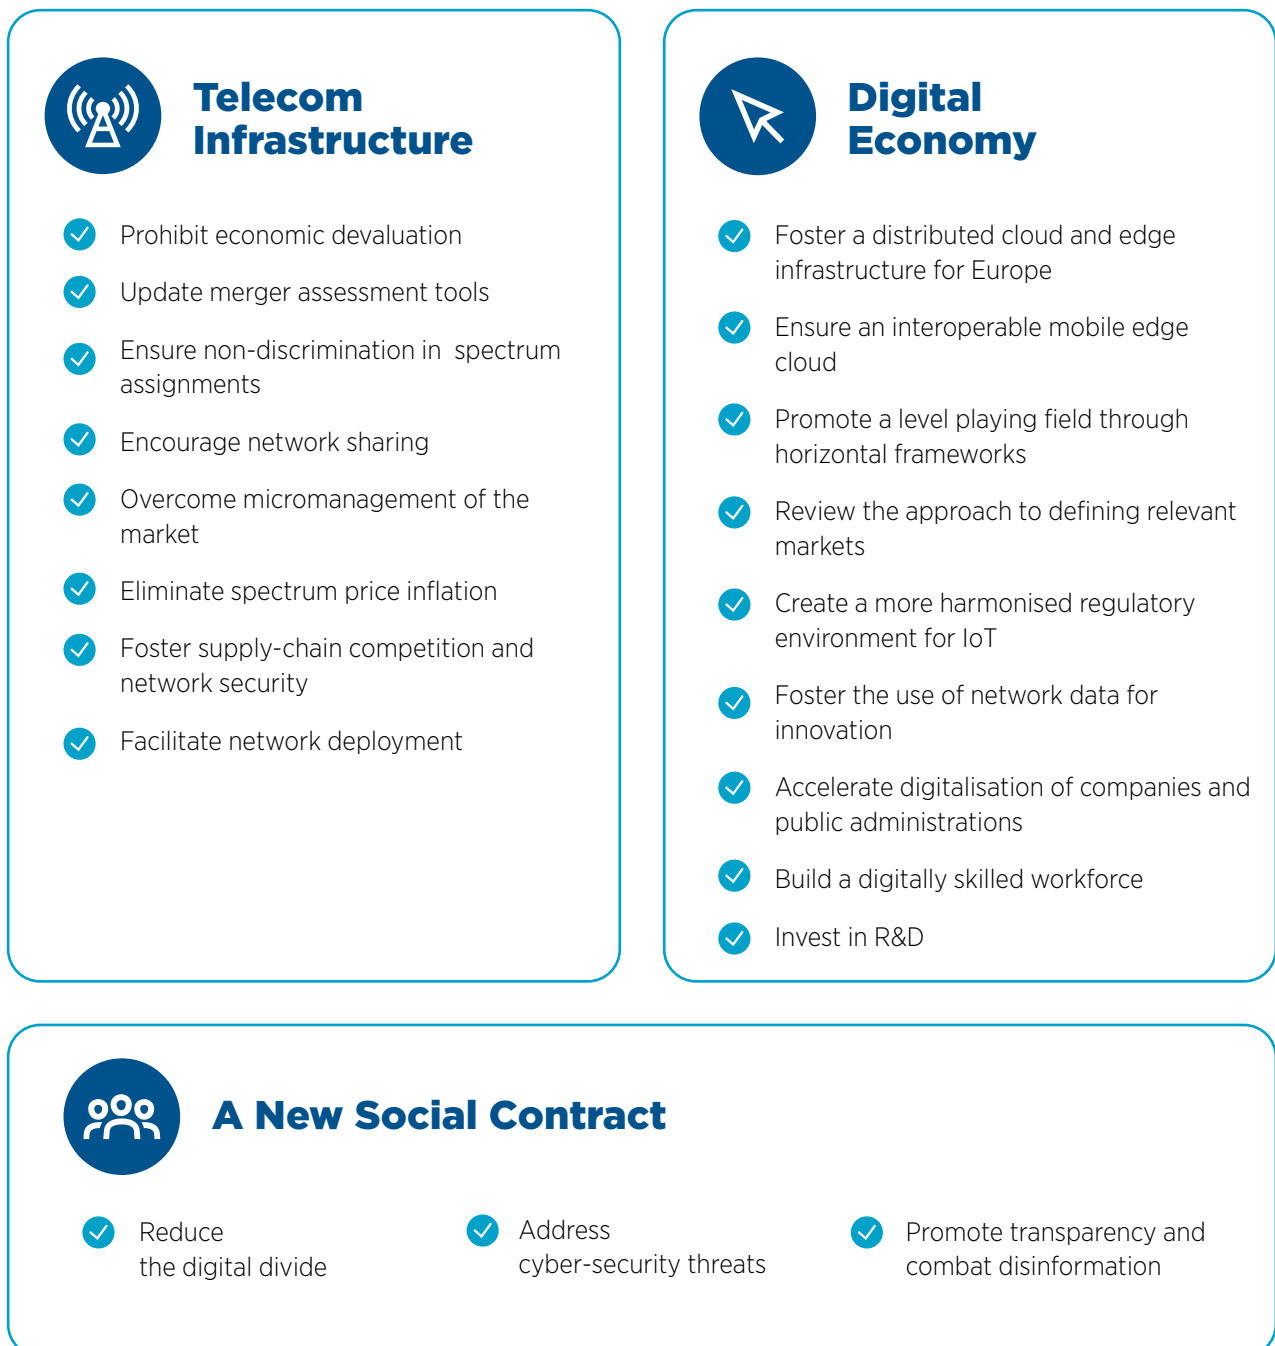 Telecom
Infrastructure
Prohibit economic devaluation
Update merger assessment tools
Ensure non-discrimination in  spectrum
assignments
Encourage network sharing
Overcome micromanagement of the
market
Eliminate spectrum price inflation
Foster supply-chain competition and
network security
Facilitate network deployment
Digital
Economy
Foster a distributed cloud and edge
infrastructure for Europe
Ensure an interoperable mobile edge
cloud
Promote a level playing field through
horizontal frameworks
Review the approach to defining relevant
markets
Create a more harmonised regulatory
environment for IoT
Foster the use of network data for
innovation
Accelerate digitalisation of companies and
public administrations
Build a digitally skilled workforce
Invest in R&D
A New Social Contract
Reduce
the digital divide
Address
cyber-security threats
Promote transparency and
combat disinformation